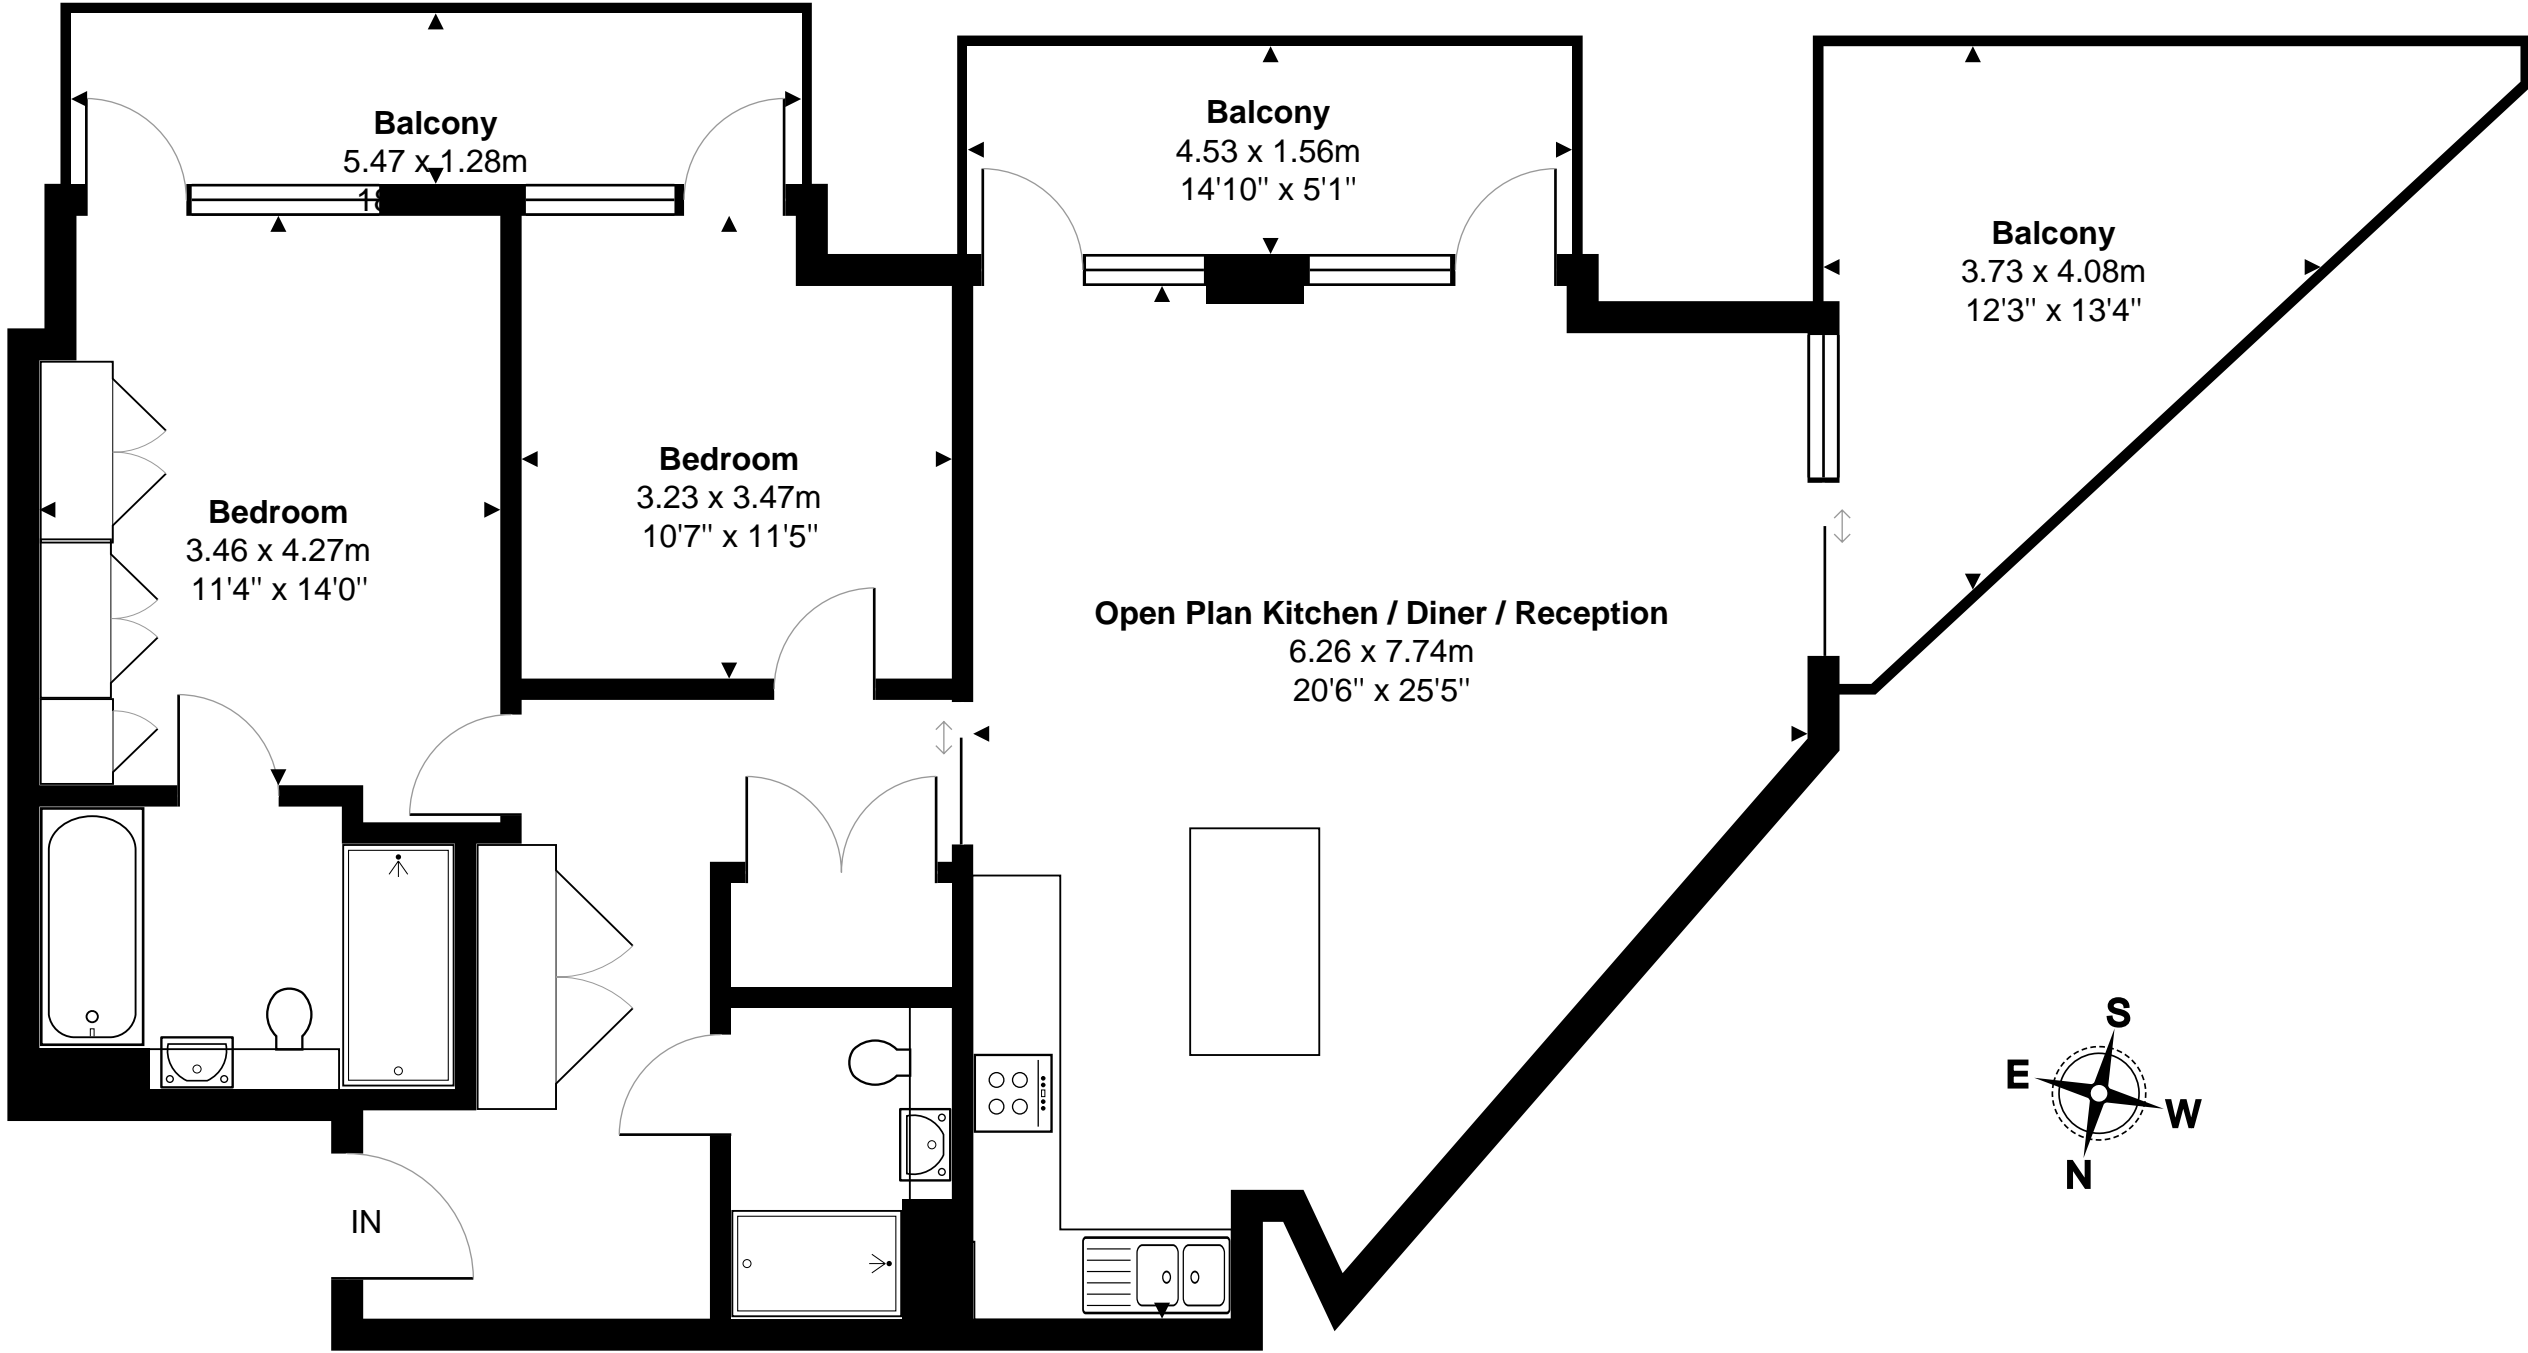 Balcony
5.47 x 1.28m
Balcony
4.53 x 1.56m
14'10" x 5'1"
Balcony
3.73 x 4.08m
12'3" x 13'4"
Bedroom
3.46 x 4.27m
11'4" x 14'0"
Bedroom
3.23 x 3.47m
10'7" x 11'5"
Open Plan Kitchen / Diner / Reception
6.26 x 7.74m
20'6" x 25'5"
IN
S
E
W
N